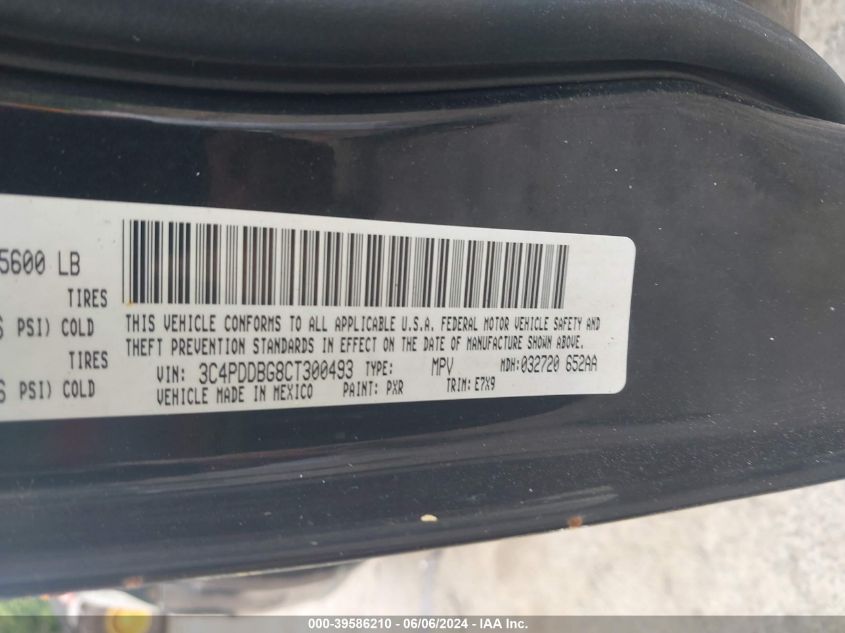 5600 LB
TIRES
PSI) COLD
TIRES
PSI) COLD
THIS VEHICLE CONFORMS TO ALL APPLICABLE U.S.A. FEDERAL MOTOR VEHICLE SAFETY AND
THEFT PREVENTION STANDARDS IN EFFECT ON THE DATE OF MANUFACTURE SHOWN ABOVE.
VIN: 3C4PDDBG8CT300493 TYPE: MPV MDH:032720 652AA
VEHICLE MADE IN MEXICO PAINT: PXR TRIM: E7X9
000-39586210 - 06/06/2024 - IAA Inc.